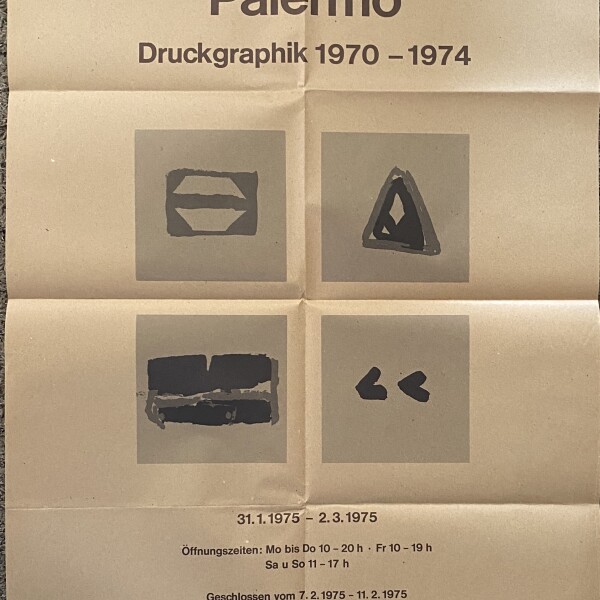 Palermo
Druckgraphik 1970 – 1974
31.1.1975 – 2.3.1975
Öffnungszeiten: Mo bis Do 10 – 20 h · Fr 10 – 19 h
Sa u So 11 – 17 h
Geschlossen vom 7.2.1975 – 11.2.1975